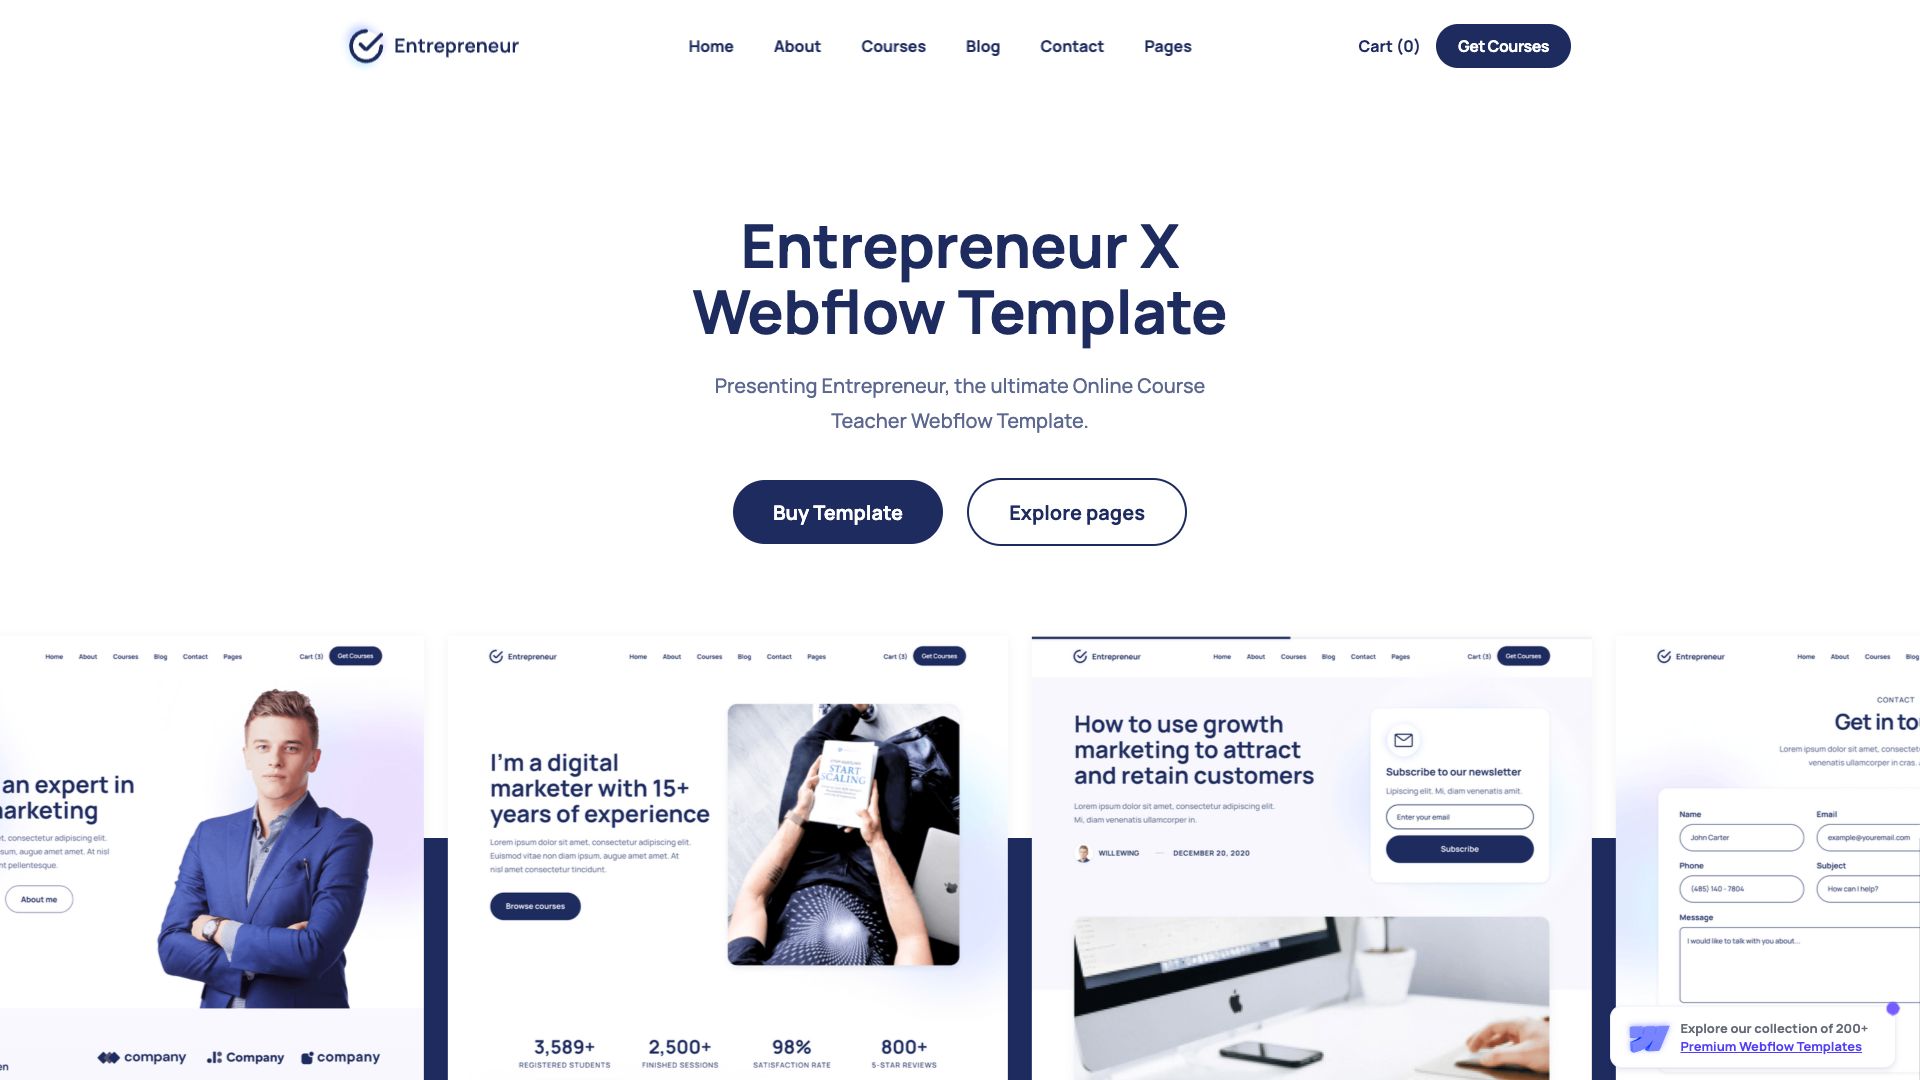 Entrepreneur
Home About Courses Blog Contact Pages
Cart (0) Get Courses
Entrepreneur X
Webflow Template
Presenting Entrepreneur, the ultimate Online Course
Teacher Webflow Template.
Buy Template Explore pages
Home About Courses Blog Contact Pages Cart (3) Get Courses
an expert in
consectetur adipiscing elit.
sum, augue amet amet. At nisl
pellentesque.
About me
company Company company
Entrepreneur Home About Courses Blog Contact Pages Cart (3) Get Courses
I'm a digital
marketer with 15+
years of experience
Lorem ipsum dolor sit amet, consectetur adipiscing elit.
Euismod vitae non diam ipsum, augue amet amet. At
nisl amet consectetur tincidunt.
Browse courses
START
SCALING
3,589+ 2,500+ 98% 800+
REGISTERED STUDENTS FINISHED SESSIONS SATISFACTION RATE 5-STAR REVIEWS
Entrepreneur Home About Courses Blog Contact Pages Cart (3) Get Courses
How to use growth
marketing to attract
and retain customers
Lorem ipsum dolor sit amet, consectetur adipiscing elit.
Mi, diam venenatis ullamcorper in.
WILL EWING — DECEMBER 20, 2020
Subscribe to our newsletter
Lipiscing elit. Mi, diam venenatis amit.
Enter your email
Subscribe
Entrepreneur Home About Courses Blog
CONTACT
Get in to
Lorem ipsum dolor sit amet, consectetur
venenatis ullamcorper in cras.
Name Email
John Carter example@youremail.com
Phone Subject
(485) 140 - 7804 How can I help?
Message
I would like to talk with you about...
Explore our collection of 200+
Premium Webflow Templates